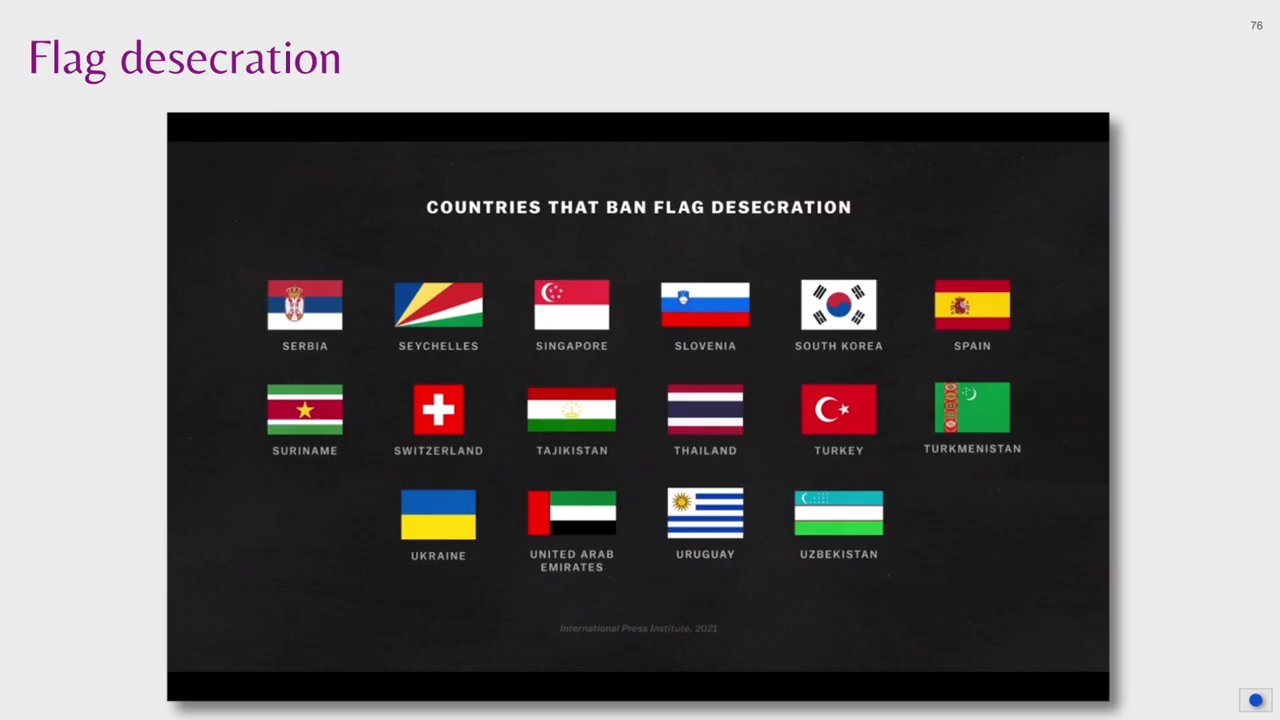 76
Flag desecration
COUNTRIES THAT BAN FLAG DESECRATION
SERBIA
SEYCHELLES
SINGAPORE
SLOVENIA
SOUTH KOREA
SPAIN
SURINAME
SWITZERLAND
TAJIKISTAN
THAILAND
TURKEY
TURKMENISTAN
UKRAINE
UNITED ARAB
EMIRATES
URUGUAY
UZBEKISTAN
International Press Institute, 2021